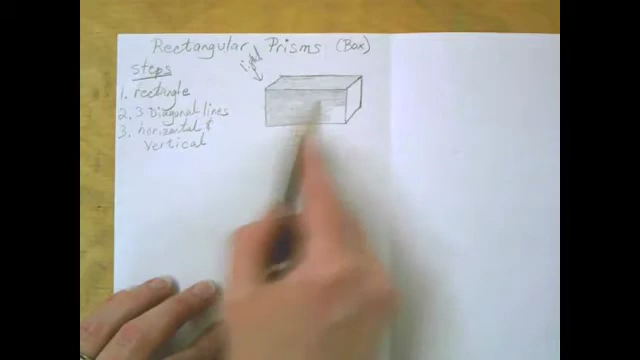 Rectangular Prisms (Box)
light
steps
1. rectangle
2. 3 Diagonal lines
3. horizontal &
vertical